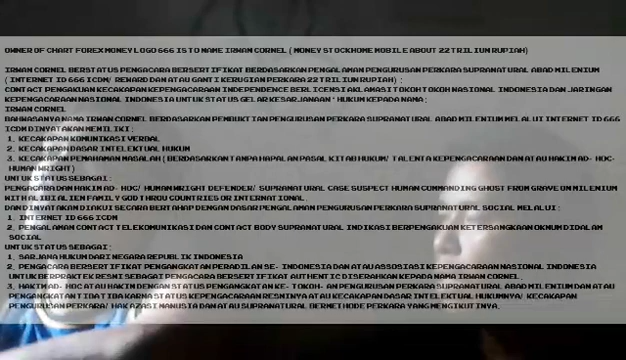 OWNER OF CHART FOREX MONEY LOGO 666 IS TO NAME IRWAN CORNEL ( MONEY STOCKHOME MOBILE ABOUT 22 TRILIUN RUPIAH)
IRWAN CORNEL BERSTATUS PENGACARA BERSERTIFIKAT BERDASARKAN PENGALAMAN PENGURUSAN PERKARA SUPRANATURAL ABAD MILENIUM
( INTERNET ID 666 ICDM/ REWARD DAN ATAU GANTI KERUGIAN PERKARA 22 TRILIUN RUPIAH) ;
CONTACT PENGAKUAN KECAKAPAN KEPENGACARAAN INDEPENDENCE BERLICENSI AKLAMASI TOKOH TOKOH NASIONAL INDONESIA DAN JARINGAN
KEPENGACARAAN NASIONAL INDONESIA UNTUK STATUS GELAR KESARJANAAN * HUKUM KEPADA NAMA ;
IRWAN CORNEL
BAHWASANYA NAMA IRWAN CORNEL BERDASARKAN PEMBUKTIAN PENGURUSAN PERKARA SUPRANATURAL ABAD MILENIUM MELALUI INTERNET ID 666
ICDM DINYATAKAN MEMILIKI ;
1. KECAKAPAN KOMUNIKASI VERBAL
2. KECAKAPAN DASAR INTELEKTUAL HUKUM
3. KECAKAPAN PEMAHAMAN MASALAH ( BERDASARKAN TANPA HAPALAN PASAL KITAB HUKUM/ TALENTA KEPENGACARAAN DAN ATAU HAKIM AD- HOC-
HUMAN WRIGHT)
UNTUK STATUS SEBAGAI :
PENGACARA DAN HAKIM AD- HOC/ HUMAN WRIGHT DEFENDER/ SUPRANATURAL CASE SUSPECT HUMAN COMMANDING GHOST FROM GRAVE ON MILENIUM
WITH ALIBI ALIEN FAMILY GOD THROU COUNTRIES OR INTERNATIONAL
DAN DINYATAKAN DIAKUI SECARA BERTAHAP DENGAN DASAR PENGALAMAN PENGURUSAN PERKARA SUPRANATURAL SOCIAL MELALUI :
1. INTERNET ID 666 ICDM
2. PENGALAMAN CONTACT TELEKOMUNIKASI DAN CONTACT BODY SUPRANATURAL INDIKASI BERPENGAKUAN KETERSANGKAAN OKNUM DIDALAM
SOCIAL
UNTUK STATUS SEBAGAI :
1. SARJANA HUKUM DARI NEGARA REPUBLIK INDONESIA
2. PENGACARA BERSERTIFIKAT PENGANGKATAN PERADILAN SE- INDONESIA DAN ATAU ASSOSIASI KEPENGACARAAN NASIONAL INDONESIA
UNTUK BERPRAKTEK RESMI SEBAGAI PENGACARA BERSERTIFIKAT AUTHENTIC DISERAHKAN KEPADA NAMA IRWAN CORNEL.
3. HAKIM AD- HOC ATAU HAKIM DENGAN STATUS PENGANGKATAN KE- TOKOH- AN PENGURUSAN PERKARA SUPRANATURAL ABAD MILENIUM DAN ATAU
PENGANGKATAN TIDA TIDA KARNA STATUS KEPENGACARAAN RESMINYA ATAU KECAKAPAN DASAR INTELEKTUAL HUKUMNYA/ KECAKAPAN
PENGURUSAN PERKARA/ HAK AZASI MANUSIA DAN ATAU SUPRANATURAL BERMETHODE PERKARA YANG MENGIKUTINYA.